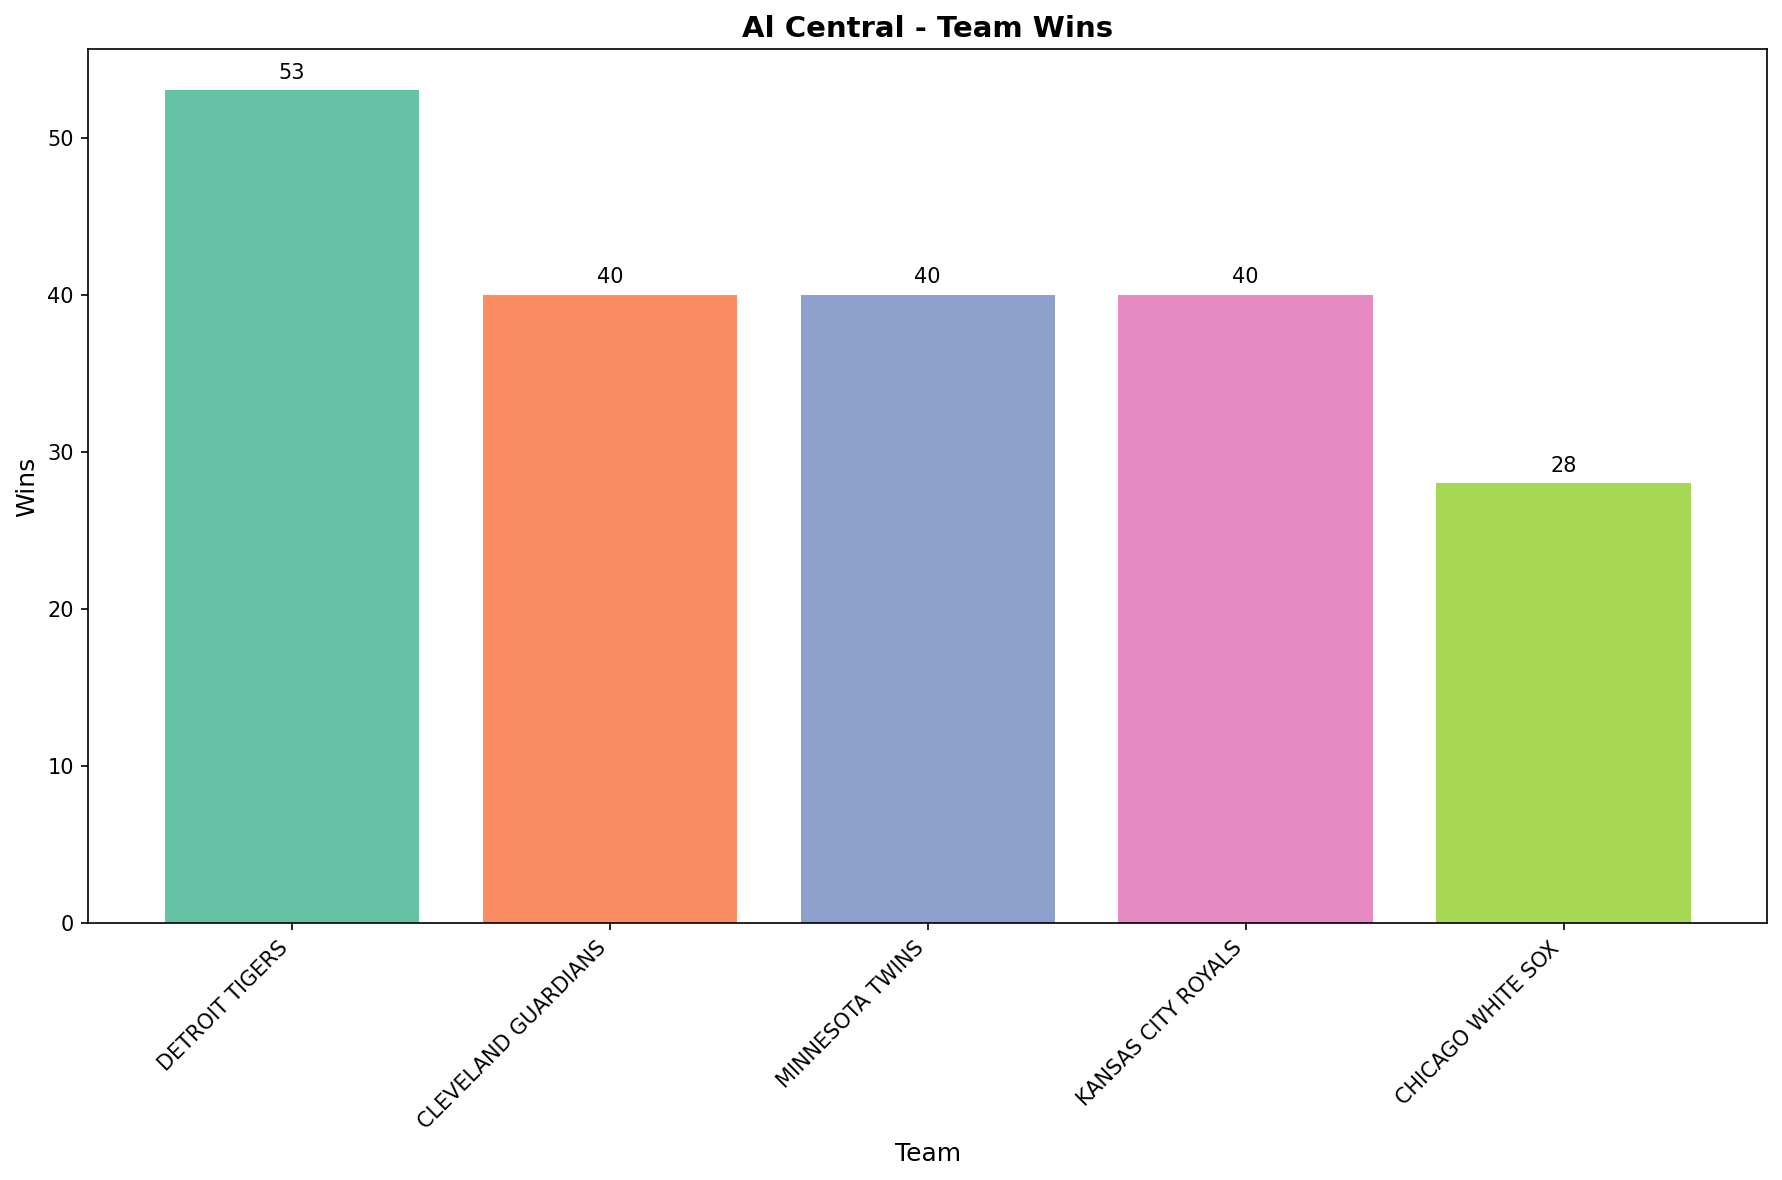 Al Central - Team Wins
53
50
40
40
40
40
30
28
20
10
0
Wins
DETROIT TIGERS
CLEVELAND GUARDIANS
MINNESOTA TWINS
KANSAS CITY ROYALS
CHICAGO WHITE SOX
Team